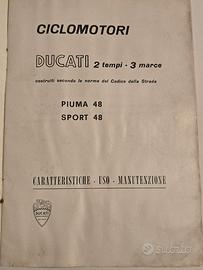 CICLOMOTORI
DUCATI 2 tempi - 3 marce
costruiti secondo le norme del Codice della Strada
PIUMA 48
SPORT 48
CARATTERISTICHE - USO - MANUTENZIONE
DUCATI
subito